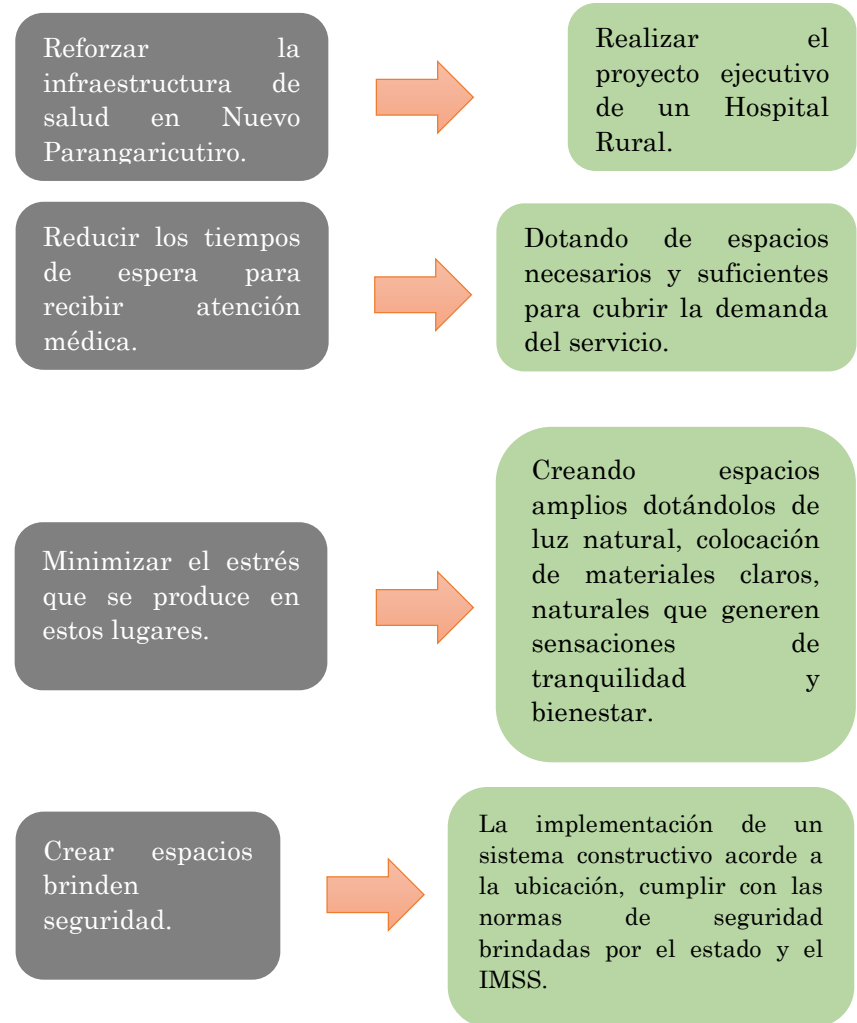 Reforzar la
infraestructura de
salud en Nuevo
Parangaricutiro.
Realizar el
proyecto ejecutivo
de un Hospital
Rural.
Reducir los tiempos
de espera para
recibir atención
médica.
Dotando de espacios
necesarios y suficientes
para cubrir la demanda
del servicio.
Minimizar el estrés
que se produce en
estos lugares.
Creando espacios
amplios dotándolos de
luz natural, colocación
de materiales claros,
naturales que generen
sensaciones de
tranquilidad y
bienestar.
Crear espacios
brinden
seguridad.
La implementación de un
sistema constructivo acorde a
la ubicación, cumplir con las
normas de seguridad
brindadas por el estado y el
IMSS.